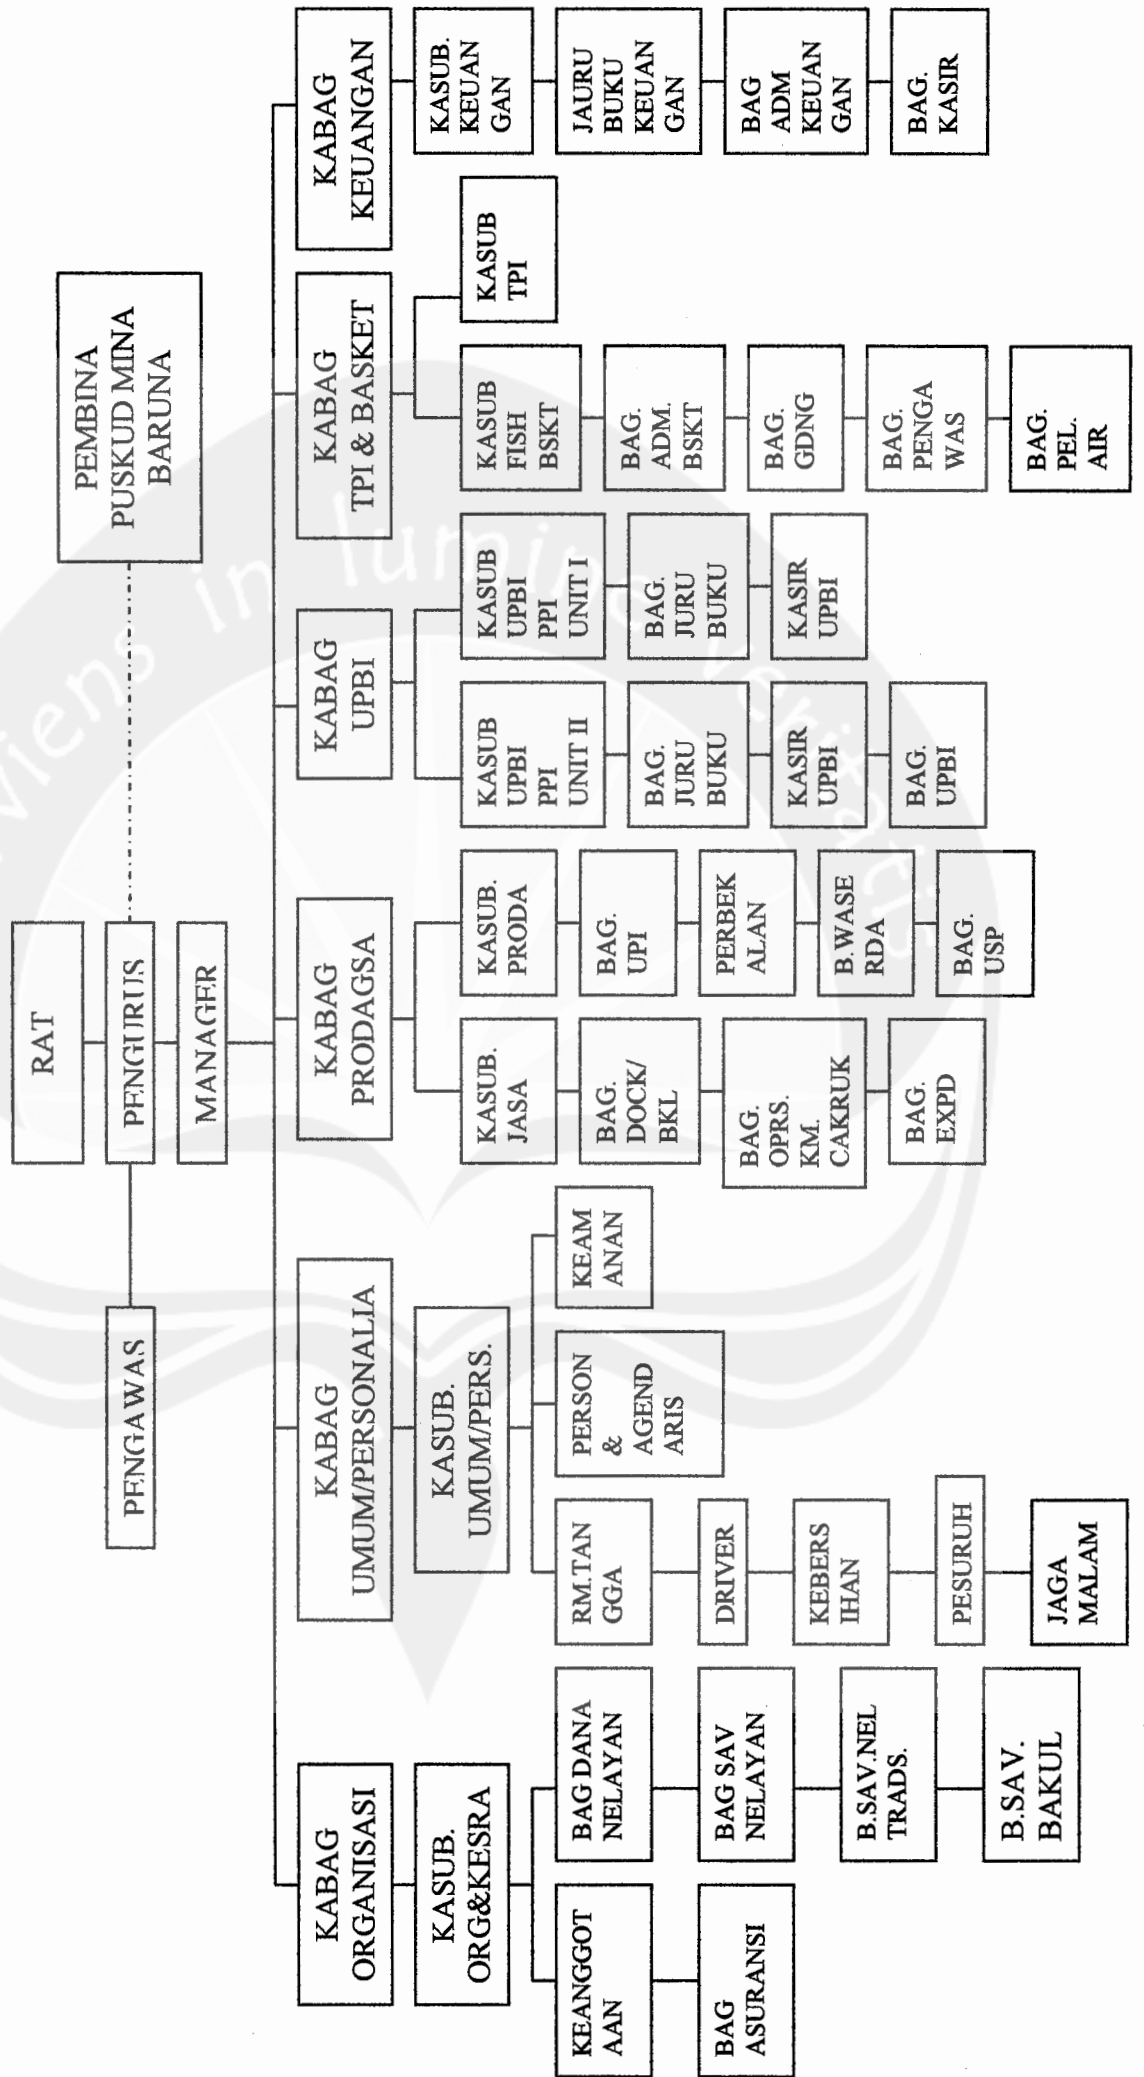 RAT
PENGAWAS
PENGURUS
PEMBINA
PUSKUD MINA
BARUNA
MANAGER
KABAG
ORGANISASI
KABAG
UMUM/PERSONALIA
KABAG
PRODAGSA
KABAG
UPBI
KABAG
TPI & BASKET
KABAG
KEUANGAN
KASUB.
ORG&KESRA
KEANGGOT
AAN
BAG
ASURANSI
BAG DANA
NELAYAN
BAG SAV
NELAYAN
B.SAV.NEL
TRADS.
B.SAV.
BAKUL
KASUB.
UMUM/PERS.
RM.TAN
GGA
DRIVER
KEBERS
IHAN
PESURUH
JAGA
MALAM
PERSON
&
AGEND
ARIS
KEAM
ANAN
KASUB.
JASA
BAG.
DOCK/
BKL
BAG.
OPRS.
KM.
CAKRUK
BAG.
EXPD
KASUB.
PRODA
BAG.
UPI
PERBEK
ALAN
B.WASE
RDA
BAG.
USP
KASUB
UPBI
PPI
UNIT II
BAG.
JURU
BUKU
KASIR
UPBI
BAG.
UPBI
KASUB
UPBI
PPI
UNIT I
BAG.
JURU
BUKU
KASIR
UPBI
KASUB
FISH
BSKT
BAG.
ADM.
BSKT
BAG.
GDNG
BAG.
PENGA
WAS
BAG.
PEL.
AIR
KASUB
TPI
KASUB.
KEUAN
GAN
JAURU
BUKU
KEUAN
GAN
BAG
ADM
KEUAN
GAN
BAG.
KASIR
viens in lumine veritatis